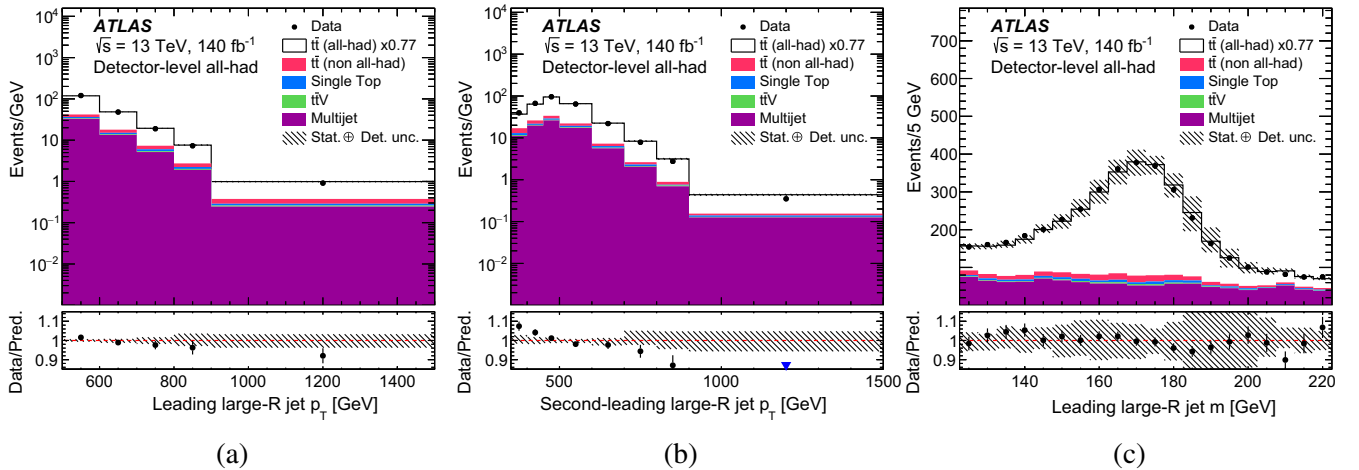 ATLAS
√s = 13 TeV, 140 fb⁻¹
Detector-level all-had
Data
tt̄ (all-had) x0.77
tt̄ (non all-had)
Single Top
tt̄V
Multijet
Stat.⊕ Det. unc.
Events/GeV
10⁴
10³
10²
10
1
10⁻¹
10⁻²
Data/Pred.
1.1
1
0.9
600 800 1000 1200 1400
Leading large-R jet p_T [GeV]
(a)
ATLAS
√s = 13 TeV, 140 fb⁻¹
Detector-level all-had
Data
tt̄ (all-had) x0.77
tt̄ (non all-had)
Single Top
tt̄V
Multijet
Stat.⊕ Det. unc.
Events/GeV
10⁴
10³
10²
10
1
10⁻¹
10⁻²
Data/Pred.
1.1
1
0.9
500 1000 1500
Second-leading large-R jet p_T [GeV]
(b)
ATLAS
√s = 13 TeV, 140 fb⁻¹
Detector-level all-had
Data
tt̄ (all-had) x0.77
tt̄ (non all-had)
Single Top
tt̄V
Multijet
Stat.⊕ Det. unc.
Events/5 GeV
700
600
500
400
300
200
Data/Pred.
1.1
1
0.9
140 160 180 200 220
Leading large-R jet m [GeV]
(c)